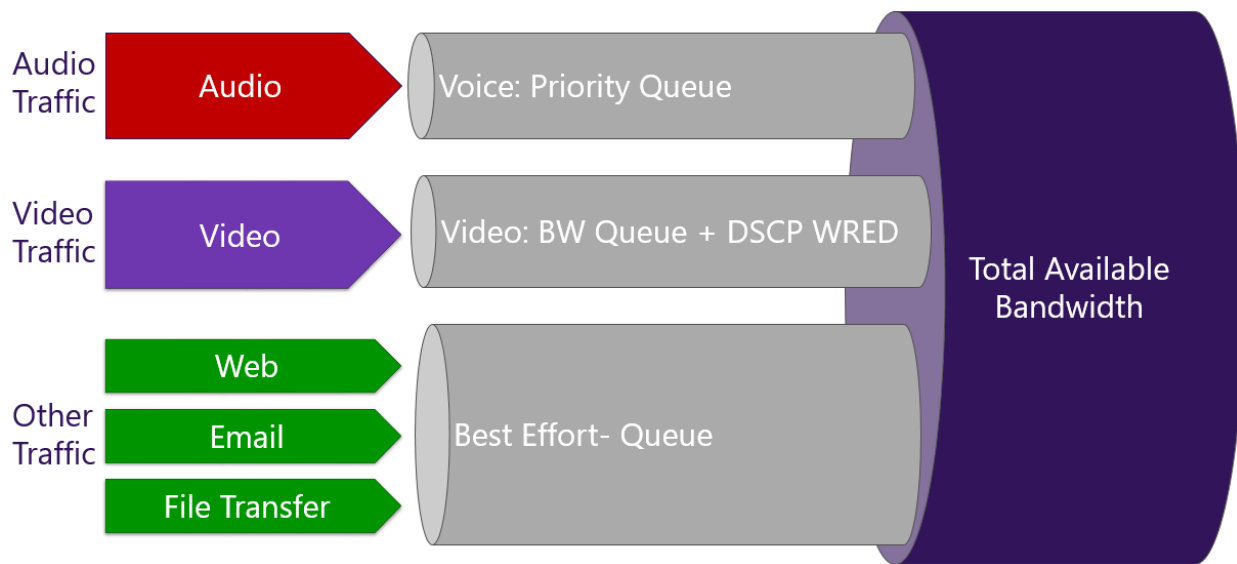 Audio
Traffic
Audio
Voice: Priority Queue
Video
Traffic
Video
Video: BW Queue + DSCP WRED
Total Available
Bandwidth
Other
Traffic
Web
Email
File Transfer
Best Effort- Queue